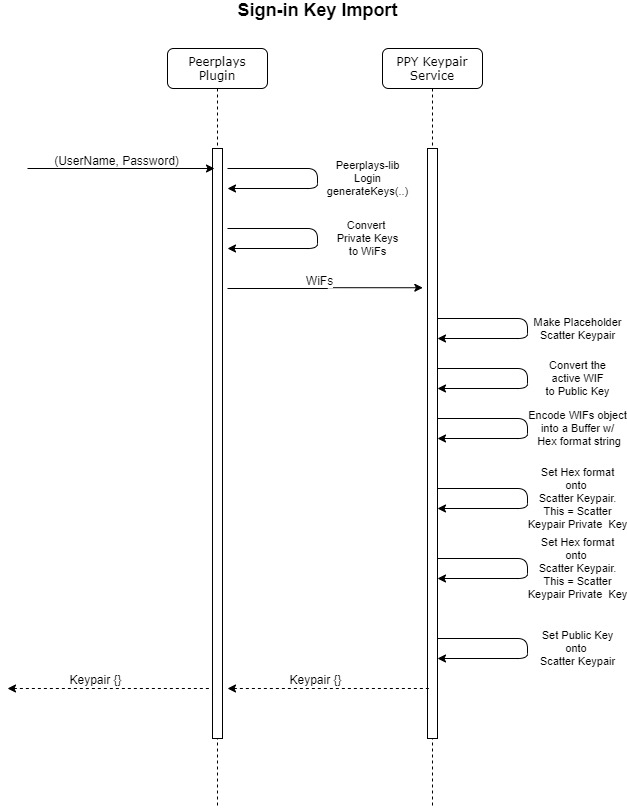 Sign-in Key Import
Peerplays
Plugin
PPY Keypair
Service
(UserName, Password)
Peerplays-lib
Login
generateKeys(..)
Convert
Private Keys
to WiFs
WiFs
Make Placeholder
Scatter Keypair
Convert the
active WIF
to Public Key
Encode WIFs object
into a Buffer w/
Hex format string
Set Hex format
onto
Scatter Keypair.
This = Scatter
Keypair Private Key
Set Hex format
onto
Scatter Keypair.
This = Scatter
Keypair Private Key
Set Public Key
onto
Scatter Keypair
Keypair {}
Keypair {}